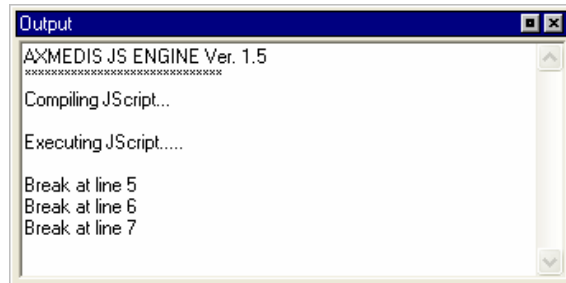 Output
AXMEDIS JS ENGINE Ver. 1.5
******************************
Compiling JScript...
Executing JScript.....
Break at line 5
Break at line 6
Break at line 7